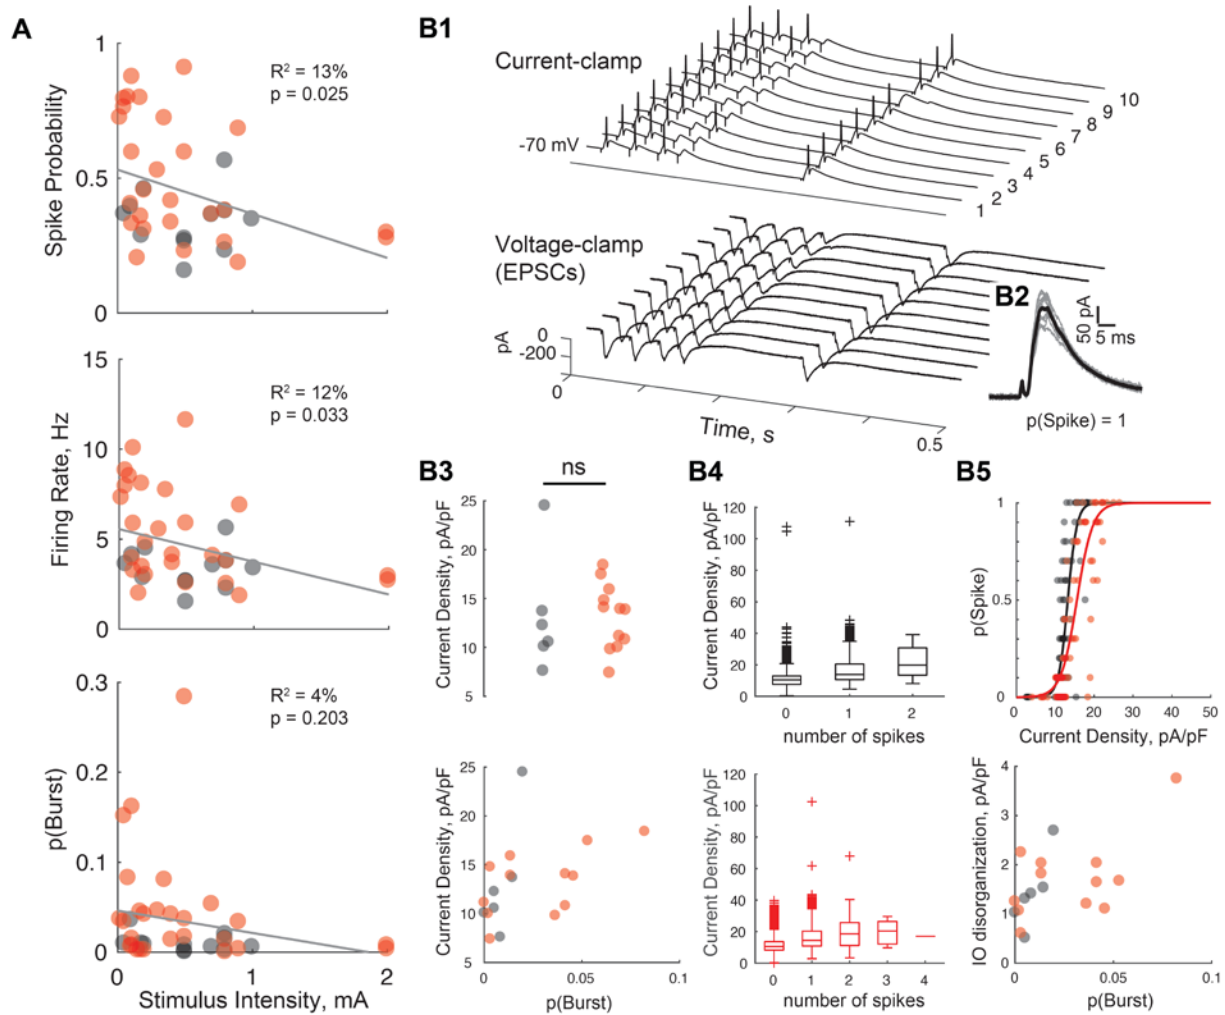 A
1
R² = 13%
p = 0.025
Spike Probability
0.5
0
15
R² = 12%
p = 0.033
Firing Rate, Hz
10
5
0
0.3
R² = 4%
p = 0.203
p(Burst)
0.2
0.1
0
0
1
2
Stimulus Intensity, mA
B1
Current-clamp
-70 mV
10
9
8
7
6
5
4
3
2
1
Voltage-clamp
(EPSCs)
pA
0
-200
0
Time, s
0.5
B2
50 pA
5 ms
p(Spike) = 1
B3
ns
Current Density, pA/pF
25
20
15
10
5
Current Density, pA/pF
25
20
15
10
5
0
0.05
0.1
p(Burst)
B4
Current Density, pA/pF
120
100
80
60
40
20
0
0
1
2
number of spikes
Current Density, pA/pF
120
100
80
60
40
20
0
0
1
2
3
4
number of spikes
B5
p(Spike)
1
0.5
0
0
10
20
30
40
50
Current Density, pA/pF
IO disorganization, pA/pF
4
3
2
1
0
0
0.05
0.1
p(Burst)